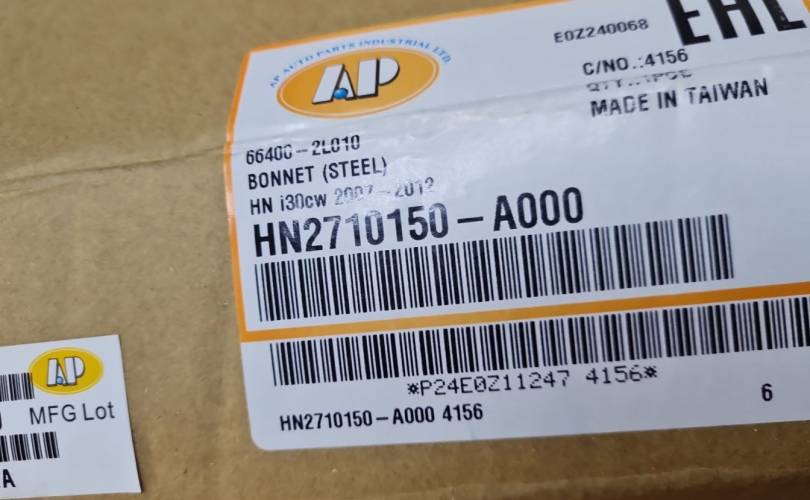 AP AUTO PARTS INDUSTRIAL LTD
AP
E0Z240068
C/NO.:4156
MADE IN TAIWAN
66400-2L010
BONNET (STEEL)
HN i30cw 2007-2012
HN2710150-A000
*P24E0Z11247 4156*
HN2710150-A000 4156
6
AP
MFG Lot
A